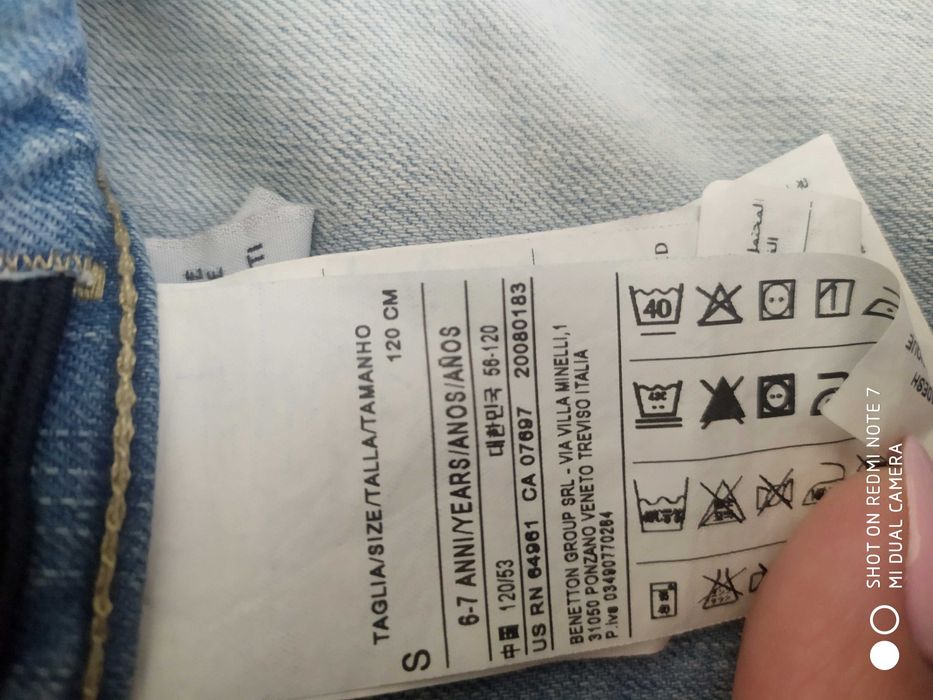 TAGLIA/SIZE/TALLA/TAMANHO
S 120 CM
6-7 ANNI/YEARS/ANOS/AÑOS
中国 120/53 대한민국 56-120
US RN 64961 CA 07697 20080183
BENETTON GROUP SRL - VIA VILLA MINELLI,1
31050 PONZANO VENETO TREVISO ITALIA
P.iva 03490770264
40
SHOT ON REDMI NOTE 7
MI DUAL CAMERA